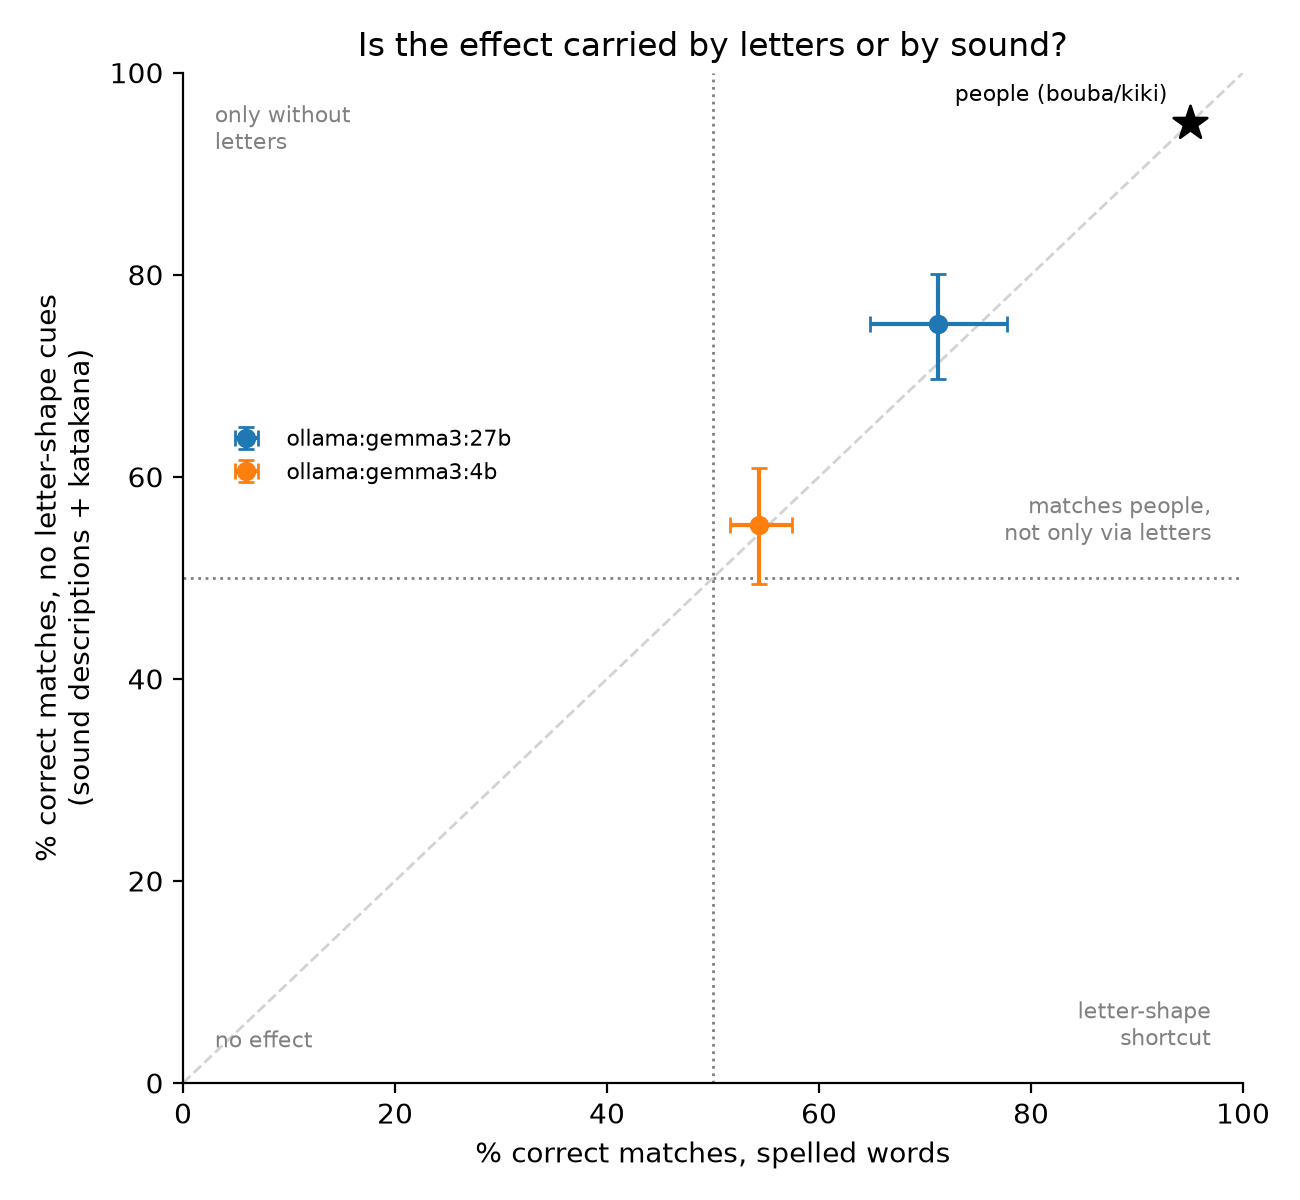 Is the effect carried by letters or by sound?
people (bouba/kiki)
only without
letters
ollama:gemma3:27b
ollama:gemma3:4b
matches people,
not only via letters
no effect
letter-shape
shortcut
100
80
60
40
20
0
% correct matches, no letter-shape cues
(sound descriptions + katakana)
0 20 40 60 80 100
% correct matches, spelled words